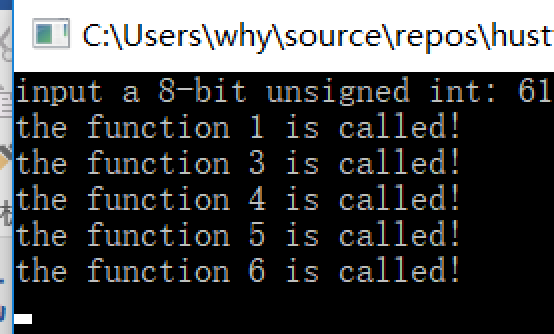 C:\Users\why\source\repos\hust
input a 8-bit unsigned int: 61
the function 1 is called!
the function 3 is called!
the function 4 is called!
the function 5 is called!
the function 6 is called!